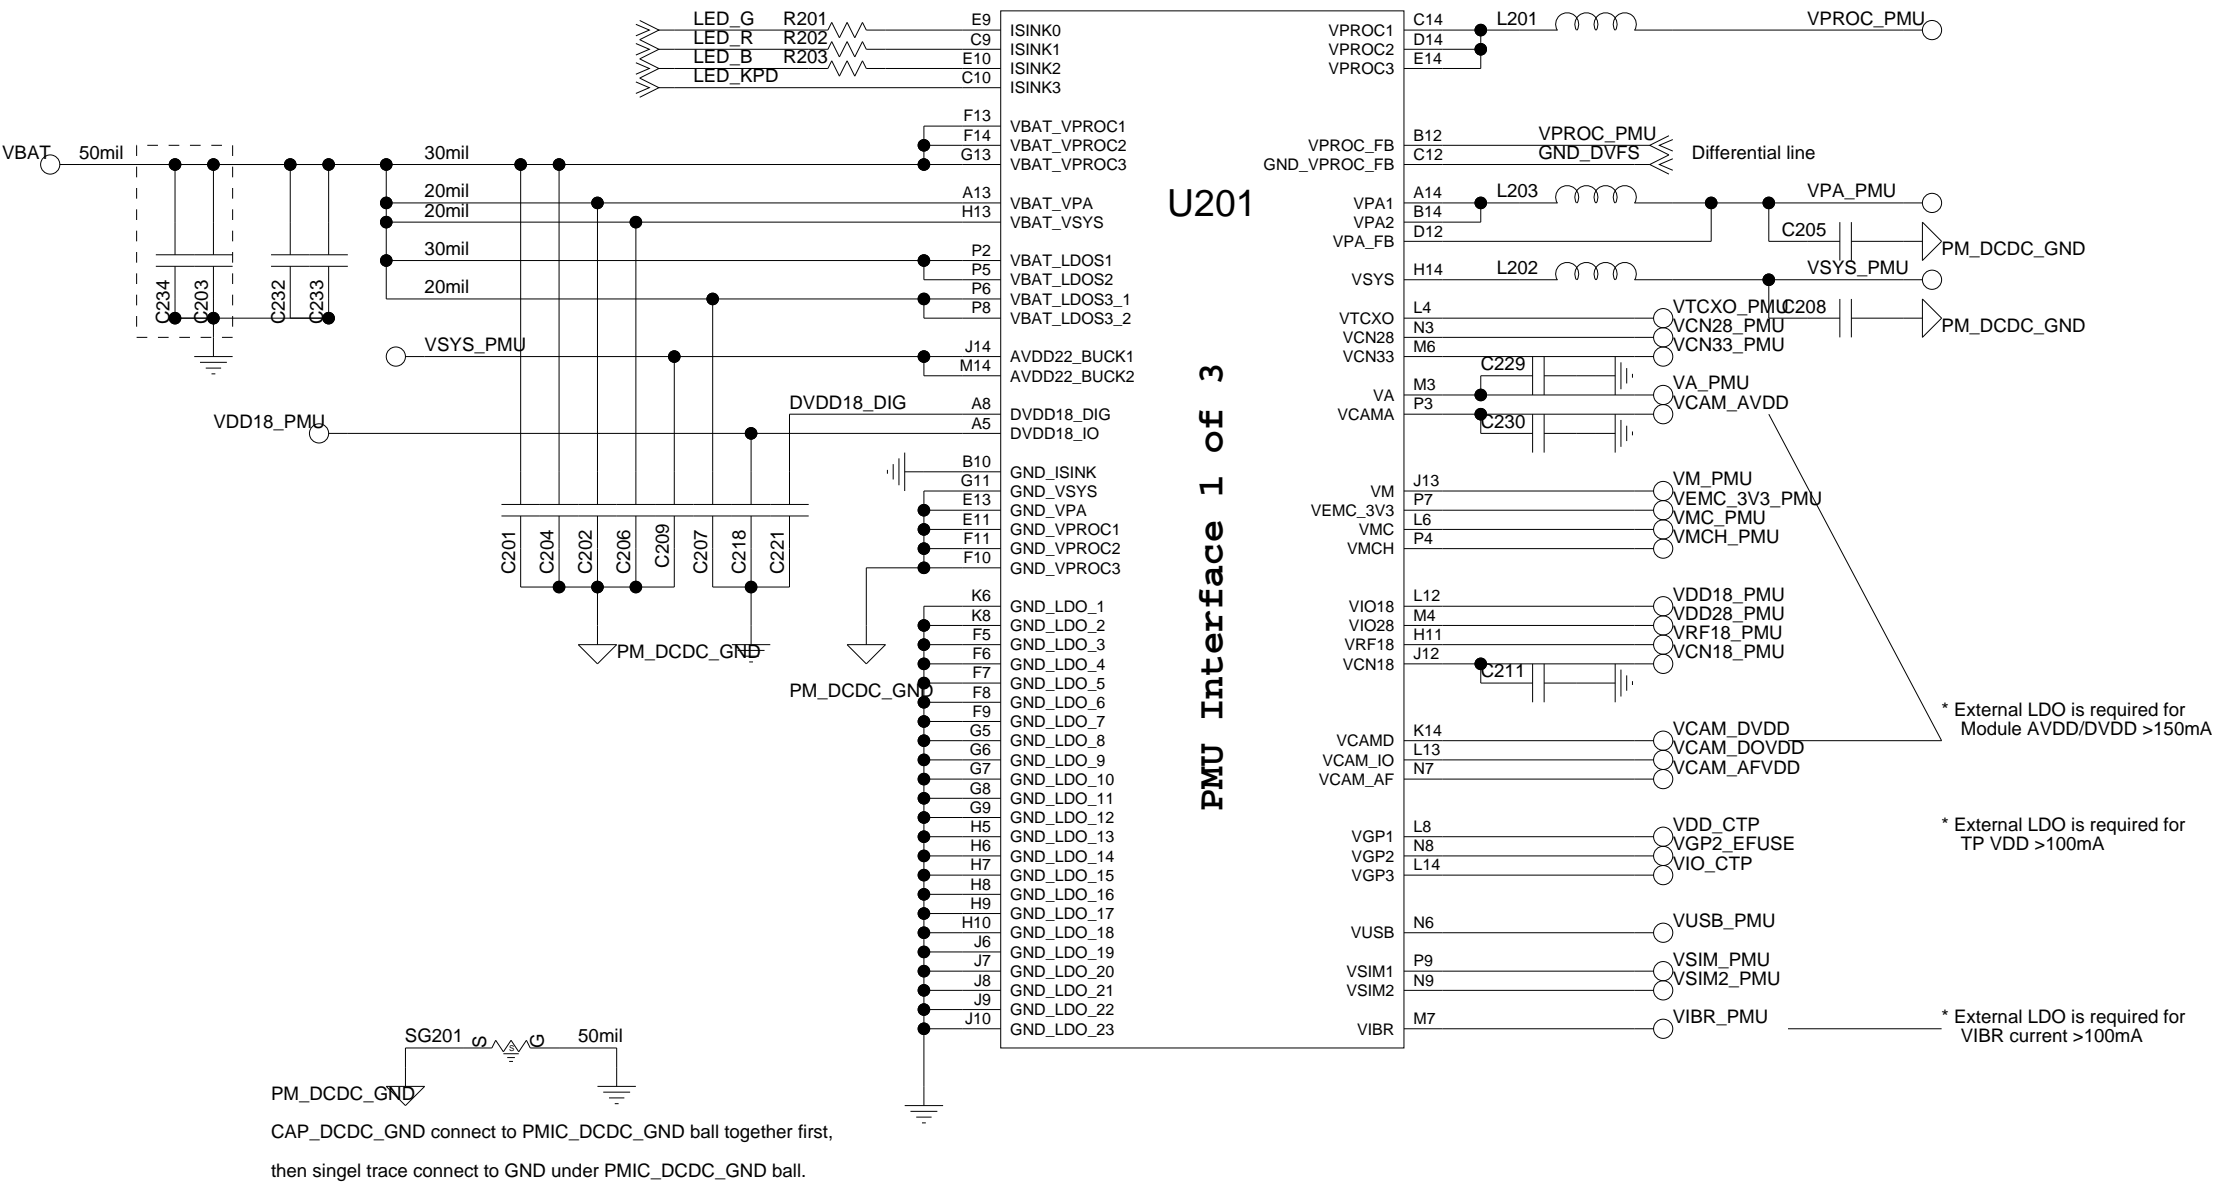 LED_G R201 E9 ISINK0
LED_R R202 C9 ISINK1
LED_B R203 E10 ISINK2
LED_KPD C10 ISINK3
F13 VBAT_VPROC1
F14 VBAT_VPROC2
VBAT 50mil 30mil G13 VBAT_VPROC3
20mil A13 VBAT_VPA
20mil H13 VBAT_VSYS
30mil P2 VBAT_LDOS1
P5 VBAT_LDOS2
20mil P6 VBAT_LDOS3_1
P8 VBAT_LDOS3_2
C234 C203 C232 C233
VSYS_PMU J14 AVDD22_BUCK1
M14 AVDD22_BUCK2
DVDD18_DIG A8 DVDD18_DIG
VDD18_PMU A5 DVDD18_IO
B10 GND_ISINK
G11 GND_VSYS
E13 GND_VPA
E11 GND_VPROC1
F11 GND_VPROC2
F10 GND_VPROC3
C201 C204 C202 C206 C209 C207 C218 C221
PM_DCDC_GND
PM_DCDC_GND
K6 GND_LDO_1
K8 GND_LDO_2
F5 GND_LDO_3
F6 GND_LDO_4
F7 GND_LDO_5
F8 GND_LDO_6
F9 GND_LDO_7
G5 GND_LDO_8
G6 GND_LDO_9
G7 GND_LDO_10
G8 GND_LDO_11
G9 GND_LDO_12
H5 GND_LDO_13
H6 GND_LDO_14
H7 GND_LDO_15
H8 GND_LDO_16
H9 GND_LDO_17
H10 GND_LDO_18
J6 GND_LDO_19
J7 GND_LDO_20
J8 GND_LDO_21
J9 GND_LDO_22
J10 GND_LDO_23
U201
PMU Interface 1 of 3
VPROC1 C14 L201 VPROC_PMU
VPROC2 D14
VPROC3 E14
VPROC_FB B12 VPROC_PMU
GND_VPROC_FB C12 GND_DVFS
Differential line
VPA1 A14 L203 VPA_PMU
VPA2 B14
VPA_FB D12 C205 PM_DCDC_GND
VSYS H14 L202 VSYS_PMU
C208 PM_DCDC_GND
VTCXO L4 VTCXO_PMU
VCN28 N3 VCN28_PMU
VCN33 M6 VCN33_PMU
C229
VA M3 VA_PMU
VCAMA P3 VCAM_AVDD
C230
VM J13 VM_PMU
VEMC_3V3 P7 VEMC_3V3_PMU
VMC L6 VMC_PMU
VMCH P4 VMCH_PMU
VIO18 L12 VDD18_PMU
VIO28 M4 VDD28_PMU
VRF18 H11 VRF18_PMU
VCN18 J12 VCN18_PMU
C211
VCAMD K14 VCAM_DVDD
VCAM_IO L13 VCAM_DOVDD
VCAM_AF N7 VCAM_AFVDD
* External LDO is required for
Module AVDD/DVDD >150mA
VGP1 L8 VDD_CTP
VGP2 N8 VGP2_EFUSE
VGP3 L14 VIO_CTP
* External LDO is required for
TP VDD >100mA
VUSB N6 VUSB_PMU
VSIM1 P9 VSIM_PMU
VSIM2 N9 VSIM2_PMU
VIBR M7 VIBR_PMU
* External LDO is required for
VIBR current >100mA
SG201 S S G 50mil
PM_DCDC_GND
CAP_DCDC_GND connect to PMIC_DCDC_GND ball together first,
then singel trace connect to GND under PMIC_DCDC_GND ball.